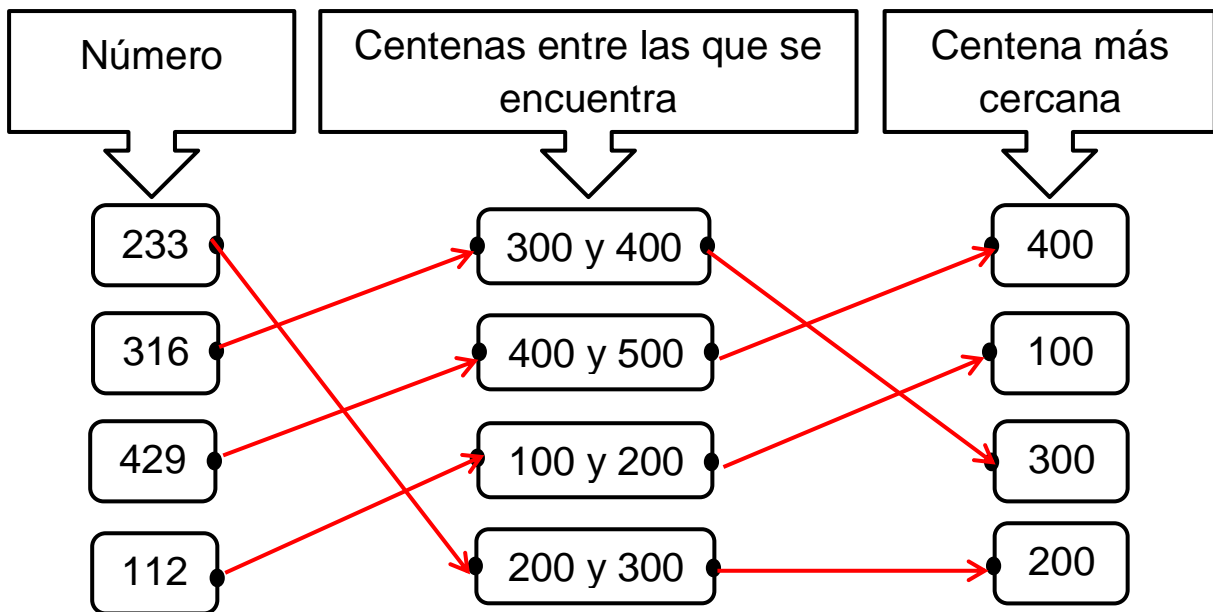 Número
Centenas entre las que se
encuentra
Centena más
cercana
233
300 y 400
400
316
400 y 500
100
429
100 y 200
300
112
200 y 300
200